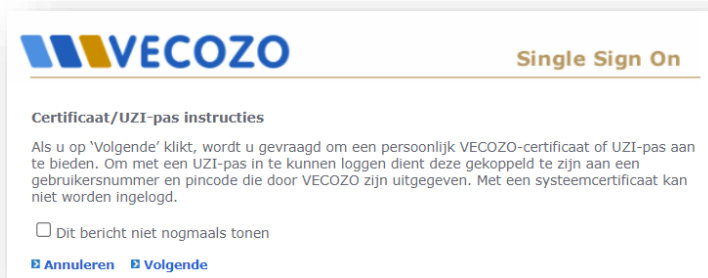 VECOZO
Single Sign On
Certificaat/UZI-pas instructies
Als u op ‘Volgende’ klikt, wordt u gevraagd om een persoonlijk VECOZO-certificaat of UZI-pas aan
te bieden. Om met een UZI-pas in te kunnen loggen dient deze gekoppeld te zijn aan een
gebruikersnummer en pincode die door VECOZO zijn uitgegeven. Met een systeemcertificaat kan
niet worden ingelogd.
Dit bericht niet nogmaals tonen
Annuleren Volgende